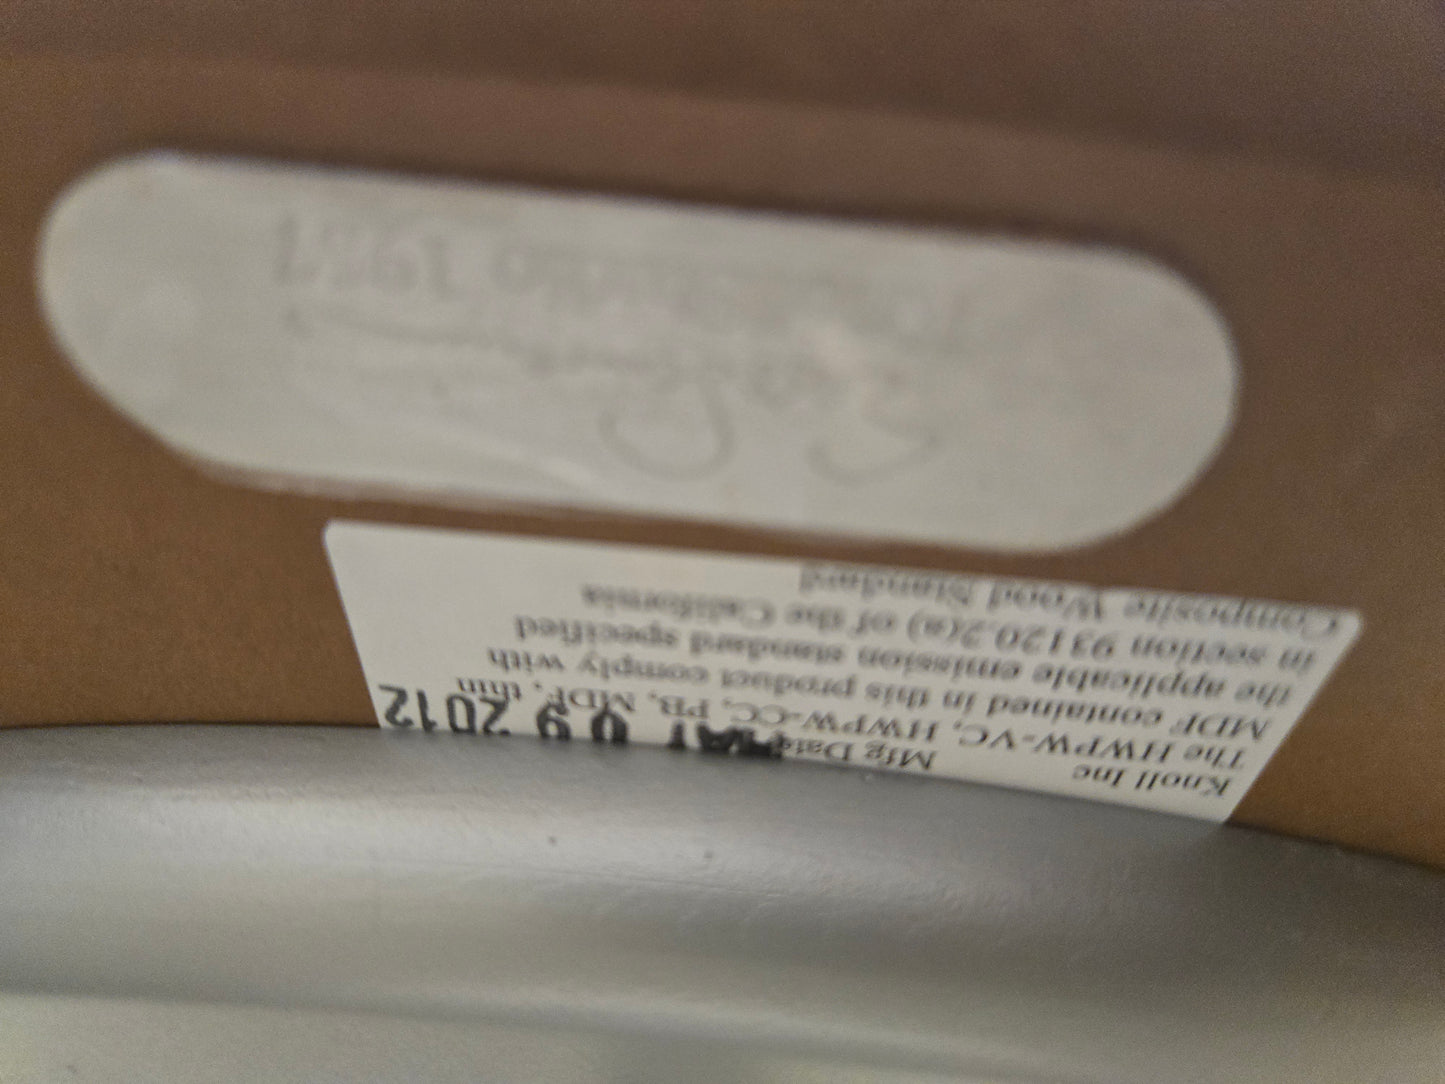 Knoll Inc
Mfg Date MAY 09 2012
The HWPW-VC, HWPW-CC, PB, MDF, thin
MDF contained in this product comply with
the applicable emission standard specified
in section 93120.2(a) of the California
Composite Wood Standard